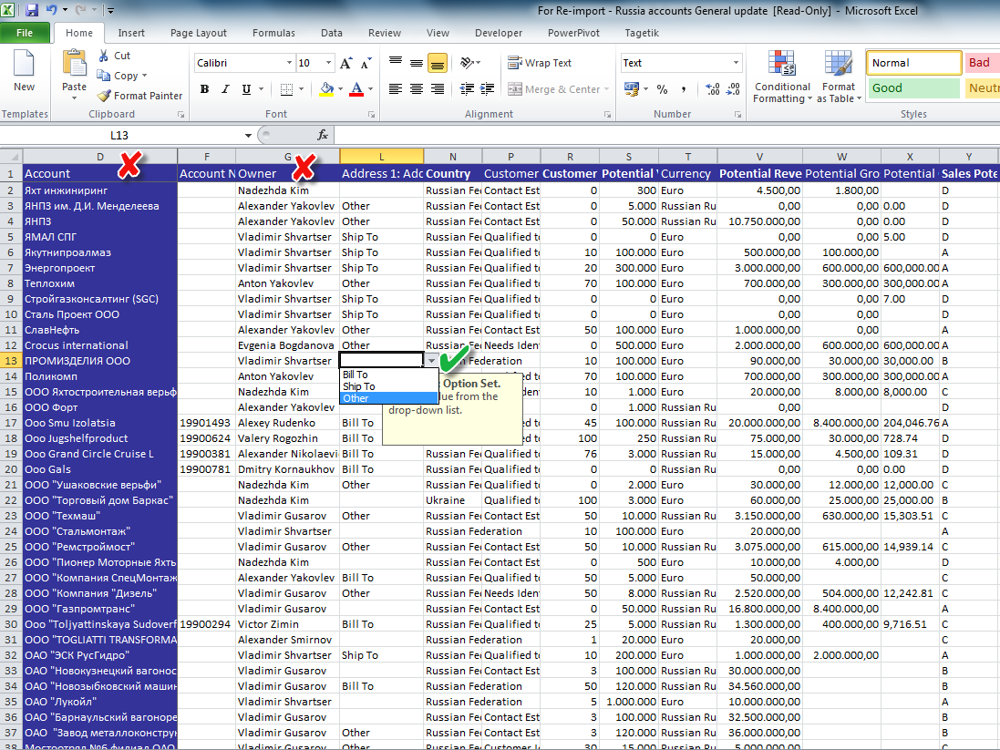 For Re-import - Russia accounts General update [Read-Only] - Microsoft Excel
File Home Insert Page Layout Formulas Data Review View Developer PowerPivot Tagetik
New
Templates
Paste
Cut
Copy
Format Painter
Clipboard
Calibri 10 A A
B I U A
Font
Wrap Text
Merge & Center
Alignment
Text
% , .00
Number
Conditional Formatting
Format as Table
Normal Bad
Good Neutr
Styles
L13 fx
D F G L N P R S T V W X Y
1 Account Account N Owner Address 1: Adc Country Customer Customer Potential V Currency Potential Reve Potential Gro Potential Sales Pote
2 Яхт инжиниринг Nadezhda Kim Russian Fe Contact Est 0 300 Euro 4.500,00 1.800,00 D
3 ЯНПЗ им. Д.И. Менделеева Alexander Yakovlev Other Russian Fe Contact Est 0 5.000 Russian Ru 0,00 0,00 0.00 D
4 ЯНПЗ Alexander Yakovlev Other Russian Fe Contact Est 0 50.000 Russian Ru 10.750.000,00 0,00 0.00 D
5 ЯМАЛ СПГ Vladimir Shvartser Ship To Russian Fe Qualified to 0 0 Euro 0,00 0,00 5.00 D
6 Якутнипроалмаз Vladimir Shvartser Ship To Russian Fe Qualified to 10 100.000 Euro 500.000,00 100.000,00 A
7 Энергопроект Vladimir Shvartser Ship To Russian Fe Qualified to 20 300.000 Euro 3.000.000,00 600.000,00 600,000.00 A
8 Теплохим Anton Yakovlev Other Russian Fe Qualified to 70 100.000 Euro 700.000,00 300.000,00 300,000.00 A
9 Стройгазконсалтинг (SGC) Vladimir Shvartser Ship To Russian Fe Qualified to 0 0 Euro 0,00 0,00 7.00 D
10 Сталь Проект ООО Vladimir Shvartser Ship To Russian Fe Qualified to 0 0 Euro 0,00 0,00 D
11 СлавНефть Alexander Yakovlev Other Russian Fe Contact Est 50 100.000 Euro 1.000.000,00 0,00 A
12 Crocus international Evgenia Bogdanova Other Russian Fe Needs Iden 0 500.000 Euro 2.000.000,00 600.000,00 600,000.00 A
13 ПРОМИЗДЕЛИЯ ООО Vladimir Shvartser n Federation 10 100.000 Euro 90.000,00 30.000,00 30,000.00 B
14 Поликомп Anton Yakovlev 70 100.000 Euro 700.000,00 300.000,00 300,000.00 A
Bill To
Ship To
Other
Option Set.
lue from the
drop-down list.
15 ООО Яхтостроительная верфь Nadezhda Kim 10 1.000 Euro 20.000,00 8.000,00 8,000.00 C
16 ООО Форт Alexander Yakovlev 0 1.000 Russian Ru 0,00 D
17 Ooo Smu Izolatsia 19901493 Alexey Rudenko Bill To 45 100.000 Russian Ru 20.000.000,00 8.400.000,00 204,046.76 A
18 Ooo Jugshelfproduct 19900624 Valery Rogozhin Bill To 100 250 Russian Ru 75.000,00 30.000,00 728.74 D
19 Ooo Grand Circle Cruise L 19900381 Alexander Nikolaevi Bill To Russian Fe Qualified to 76 3.000 Russian Ru 15.000,00 4.500,00 109.31 D
20 Ooo Gals 19900781 Dmitry Kornaukhov Bill To Russian Fe Qualified to 0 0 Russian Ru 0,00 0,00 0.00 D
21 ООО "Ушаковские верфи" Nadezhda Kim Other Russian Fe Qualified to 0 2.000 Euro 30.000,00 12.000,00 12,000.00 C
22 ООО "Торговый дом Баркас" Nadezhda Kim Ukraine Qualified to 100 3.000 Euro 60.000,00 25.000,00 25,000.00 B
23 ООО "Техмаш" Vladimir Gusarov Other Russian Fe Qualified to 50 10.000 Euro 3.150.000,00 630.000,00 15,303.51 C
24 ООО "Стальмонтаж" Vladimir Shvartser Russian Federation 10 100.000 Euro 20.000,00 A
25 ООО "Ремстроймост" Vladimir Gusarov Other Russian Fe Contact Est 50 10.000 Euro 3.075.000,00 615.000,00 14,939.14 C
26 ООО "Пионер Моторные Яхть Nadezhda Kim Russian Fe Contact Est 0 500 Euro 10.000,00 4.000,00 D
27 ООО "Компания СпецМонтаж Alexander Yakovlev Bill To Russian Fe Qualified to 50 5.000 Euro 50.000,00 C
28 ООО "Компания "Дизель" Vladimir Gusarov Other Russian Fe Needs Iden 50 8.000 Russian Ru 2.520.000,00 504.000,00 12,242.81 C
29 ООО "Газпромтранс" Vladimir Gusarov Russian Fe Contact Est 0 50.000 Russian Ru 16.800.000,00 8.400.000,00 A
30 Ooo "Toljyattinskaya Sudoverf 19900294 Victor Zimin Bill To Russian Fe Qualified to 25 5.000 Russian Ru 1.300.000,00 400.000,00 9,716.51 C
31 ООО "TOGLIATTI TRANSFORMA Alexander Smirnov Russian Federation 1 20.000 Euro 20.000,00 C
32 ОАО "ЭСК РусГидро" Vladimir Shvartser Ship To Russian Fe Qualified to 10 200.000 Euro 1.000.000,00 2.000.000,00 A
33 ОАО "Новокузнецкий вагонос Vladimir Gusarov Russian Federation 3 100.000 Russian Ru 30.000.000,00 B
34 ОАО "Новозыбковский машин Vladimir Gusarov Bill To Russian Federation 50 120.000 Russian Ru 34.560.000,00 B
35 ОАО "Лукойл" Vladimir Shvartser Russian Federation 5 1.000.000 Euro 10.000.000,00 A
36 ОАО "Барнаульский вагоноре Vladimir Gusarov Russian Federation 3 100.000 Russian Ru 32.500.000,00 B
37 ОАО "Завод металлоконструк Vladimir Gusarov Other Russian Fe Contact Est 3 120.000 Russian Ru 36.000.000,00 B
38 Мостоотряд №6 филиал ОАО Vladimir Gusarov Other Russian Fe Customer I 30 15.000 Russian Ru 5.000.000,00 C